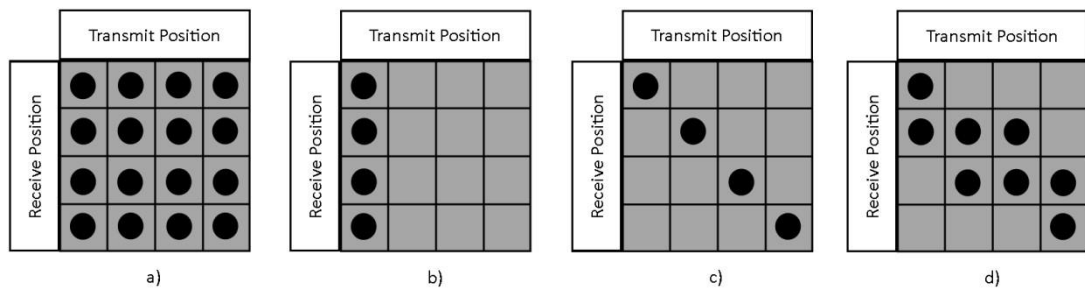 Transmit Position
Receive Position
a)
Transmit Position
Receive Position
b)
Transmit Position
Receive Position
c)
Transmit Position
Receive Position
d)